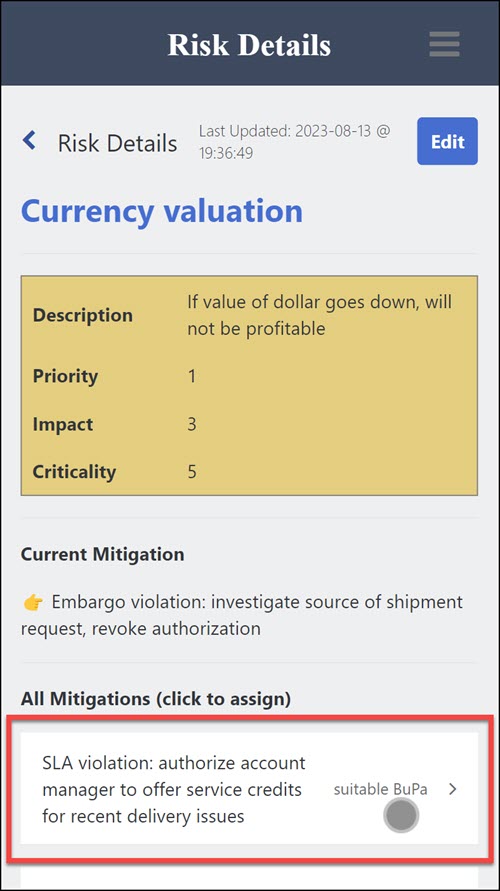 Risk Details
Risk Details
Last Updated: 2023-08-13 @
19:36:49
Edit
Currency valuation
Description
If value of dollar goes down, will
not be profitable
Priority
1
Impact
3
Criticality
5
Current Mitigation
👉 Embargo violation: investigate source of shipment
request, revoke authorization
All Mitigations (click to assign)
SLA violation: authorize account
manager to offer service credits
for recent delivery issues
suitable BuPa